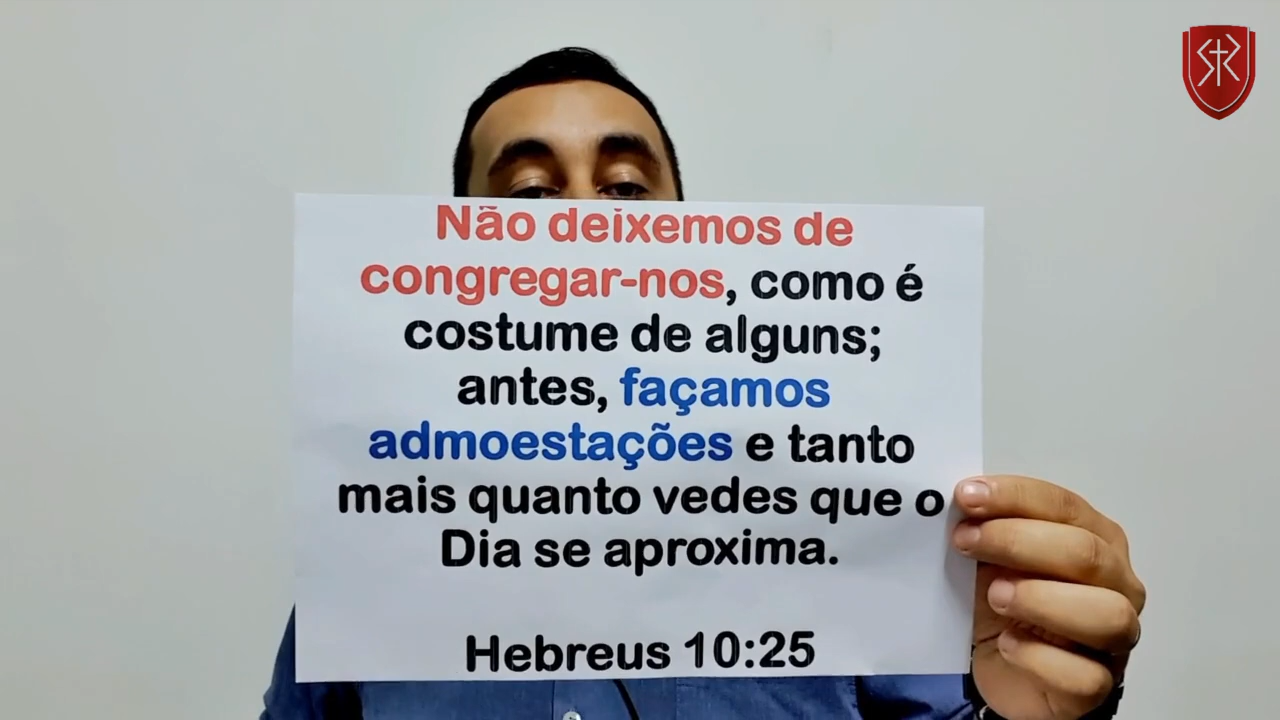 Não deixemos de
congregar-nos, como é
costume de alguns;
antes, façamos
admoestações e tanto
mais quanto vedes que o
Dia se aproxima.
Hebreus 10:25